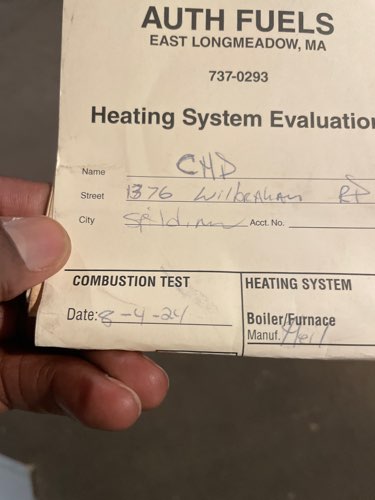 AUTH FUELS
EAST LONGMEADOW, MA
737-0293
Heating System Evaluation
Name CHD
Street 1376 Wilbraham RD
City Acct. No.
COMBUSTION TEST
Date: 8-4-24
HEATING SYSTEM
Boiler/Furnace
Manuf. Heil